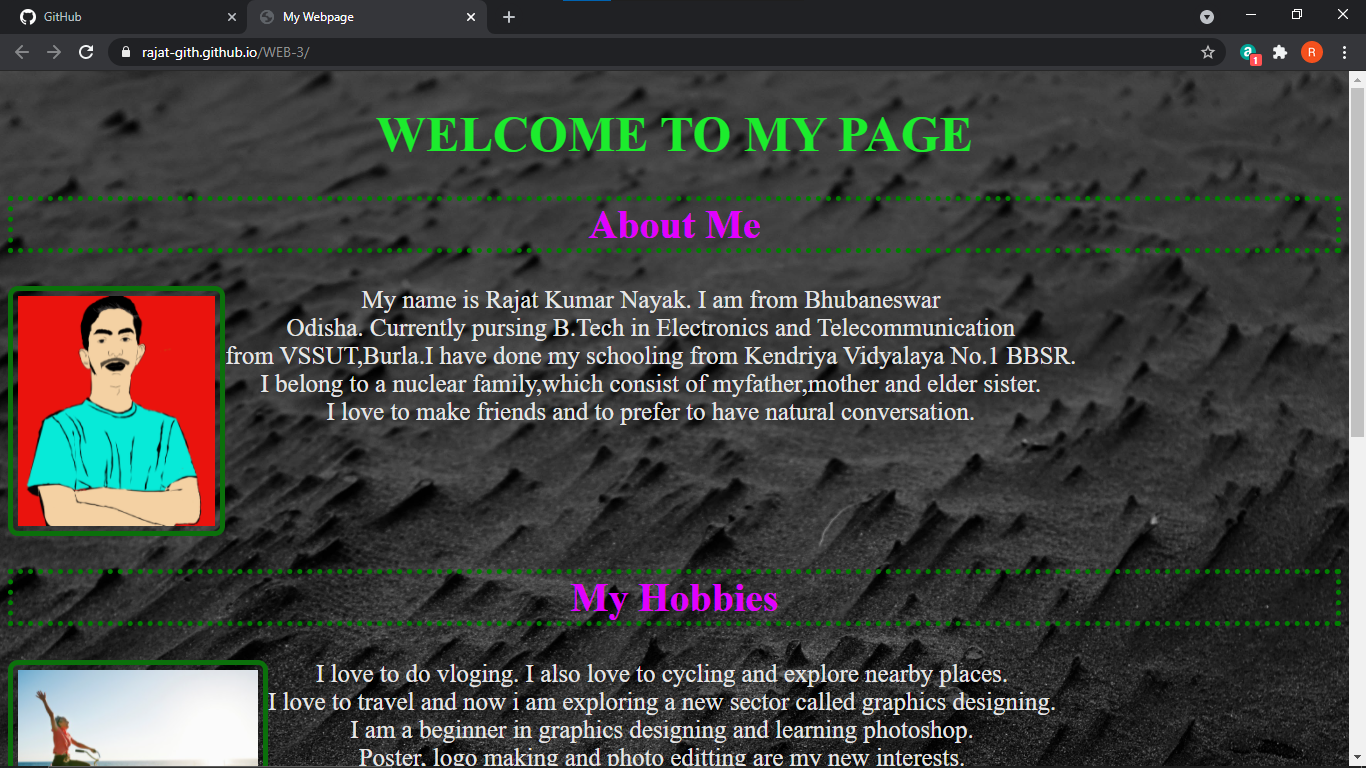 GitHub
My Webpage
rajat-gith.github.io/WEB-3/
a
1
R
WELCOME TO MY PAGE
About Me
My name is Rajat Kumar Nayak. I am from Bhubaneswar
Odisha. Currently pursing B.Tech in Electronics and Telecommunication
from VSSUT,Burla.I have done my schooling from Kendriya Vidyalaya No.1 BBSR.
I belong to a nuclear family,which consist of myfather,mother and elder sister.
I love to make friends and to prefer to have natural conversation.
My Hobbies
I love to do vloging. I also love to cycling and explore nearby places.
I love to travel and now i am exploring a new sector called graphics designing.
I am a beginner in graphics designing and learning photoshop.
Poster, logo making and photo editting are my new interests.